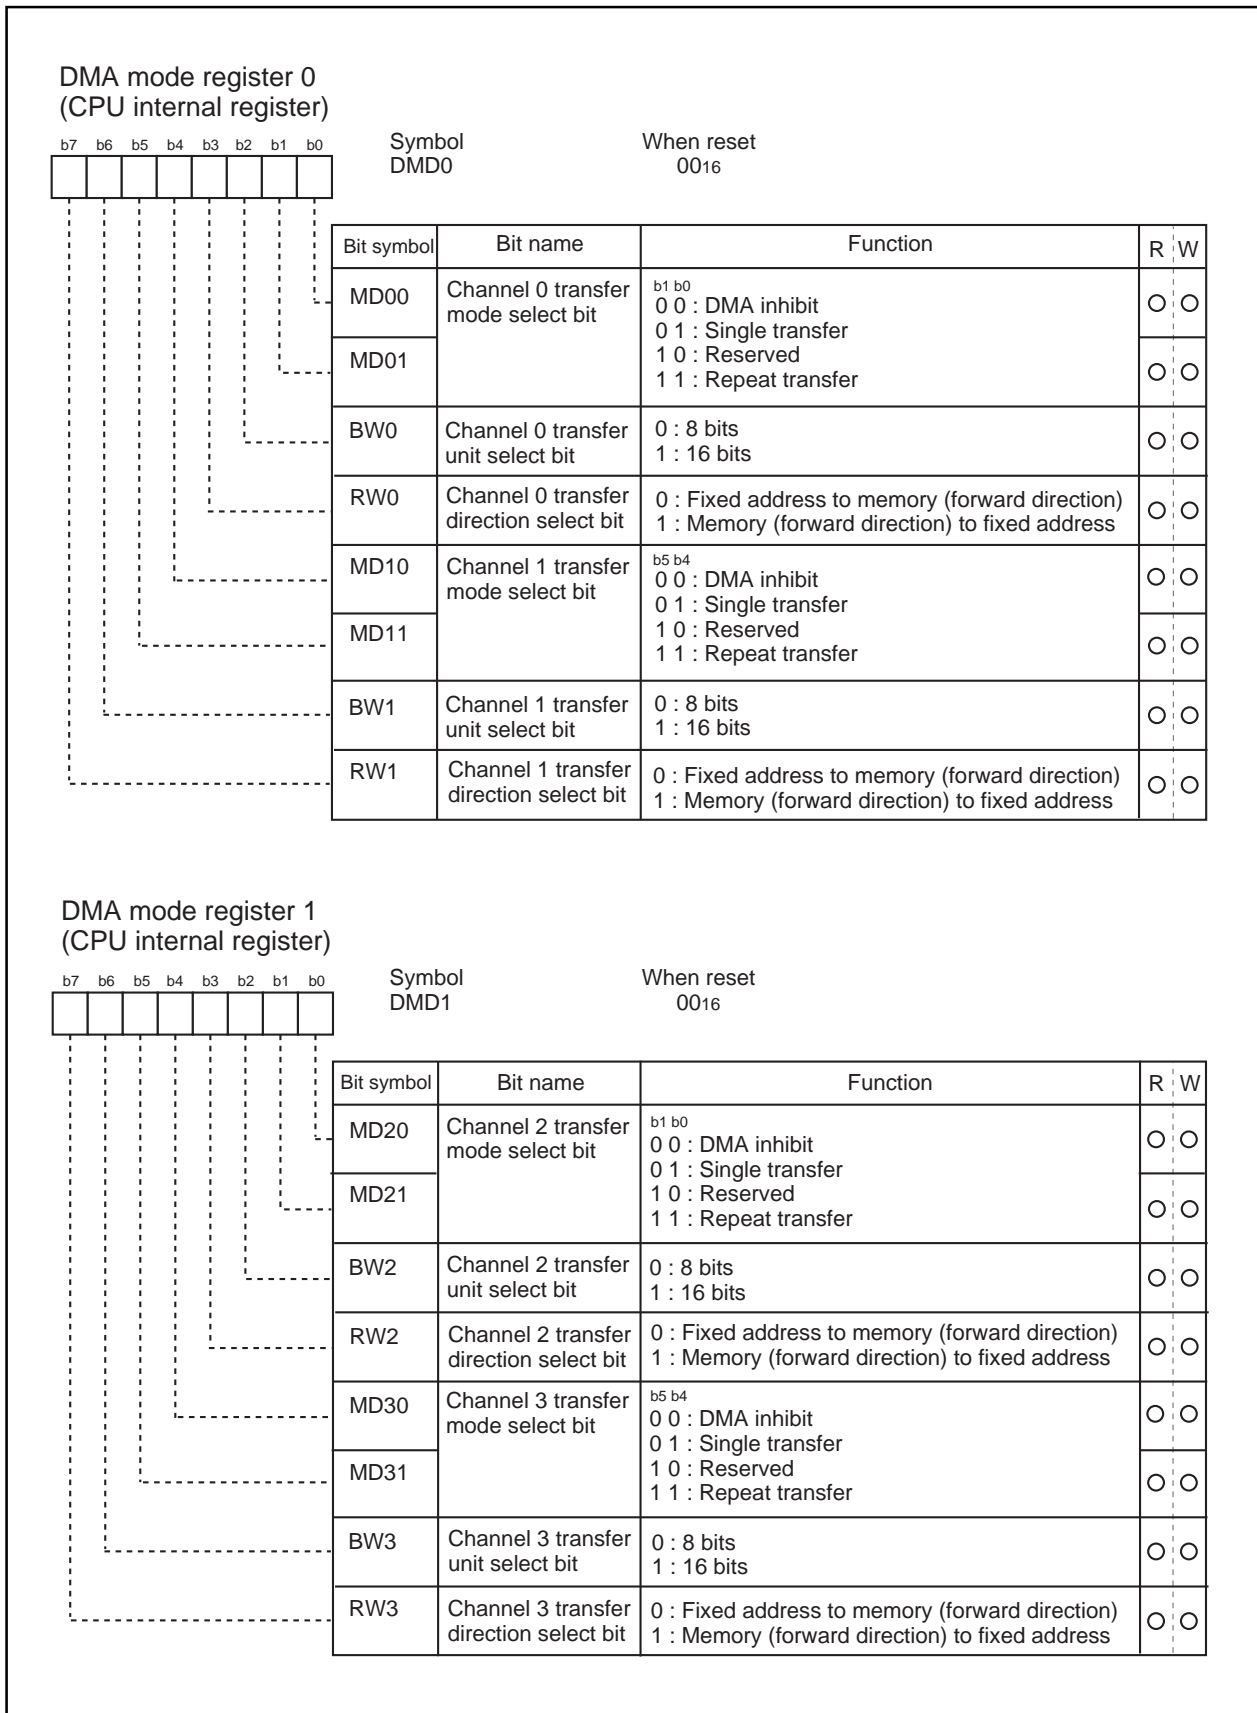 DMA mode register 0
(CPU internal register)
b7 b6 b5 b4 b3 b2 b1 b0
Symbol When reset
DMD0 0016
Bit symbol Bit name Function R W
MD00 Channel 0 transfer mode select bit
b1 b0
0 0 : DMA inhibit
0 1 : Single transfer
MD01
1 0 : Reserved
1 1 : Repeat transfer
BW0 Channel 0 transfer unit select bit
0 : 8 bits
1 : 16 bits
RW0 Channel 0 transfer direction select bit
0 : Fixed address to memory (forward direction)
1 : Memory (forward direction) to fixed address
MD10 Channel 1 transfer mode select bit
b5 b4
0 0 : DMA inhibit
0 1 : Single transfer
MD11
1 0 : Reserved
1 1 : Repeat transfer
BW1 Channel 1 transfer unit select bit
0 : 8 bits
1 : 16 bits
RW1 Channel 1 transfer direction select bit
0 : Fixed address to memory (forward direction)
1 : Memory (forward direction) to fixed address
DMA mode register 1
(CPU internal register)
b7 b6 b5 b4 b3 b2 b1 b0
Symbol When reset
DMD1 0016
Bit symbol Bit name Function R W
MD20 Channel 2 transfer mode select bit
b1 b0
0 0 : DMA inhibit
0 1 : Single transfer
MD21
1 0 : Reserved
1 1 : Repeat transfer
BW2 Channel 2 transfer unit select bit
0 : 8 bits
1 : 16 bits
RW2 Channel 2 transfer direction select bit
0 : Fixed address to memory (forward direction)
1 : Memory (forward direction) to fixed address
MD30 Channel 3 transfer mode select bit
b5 b4
0 0 : DMA inhibit
0 1 : Single transfer
MD31
1 0 : Reserved
1 1 : Repeat transfer
BW3 Channel 3 transfer unit select bit
0 : 8 bits
1 : 16 bits
RW3 Channel 3 transfer direction select bit
0 : Fixed address to memory (forward direction)
1 : Memory (forward direction) to fixed address